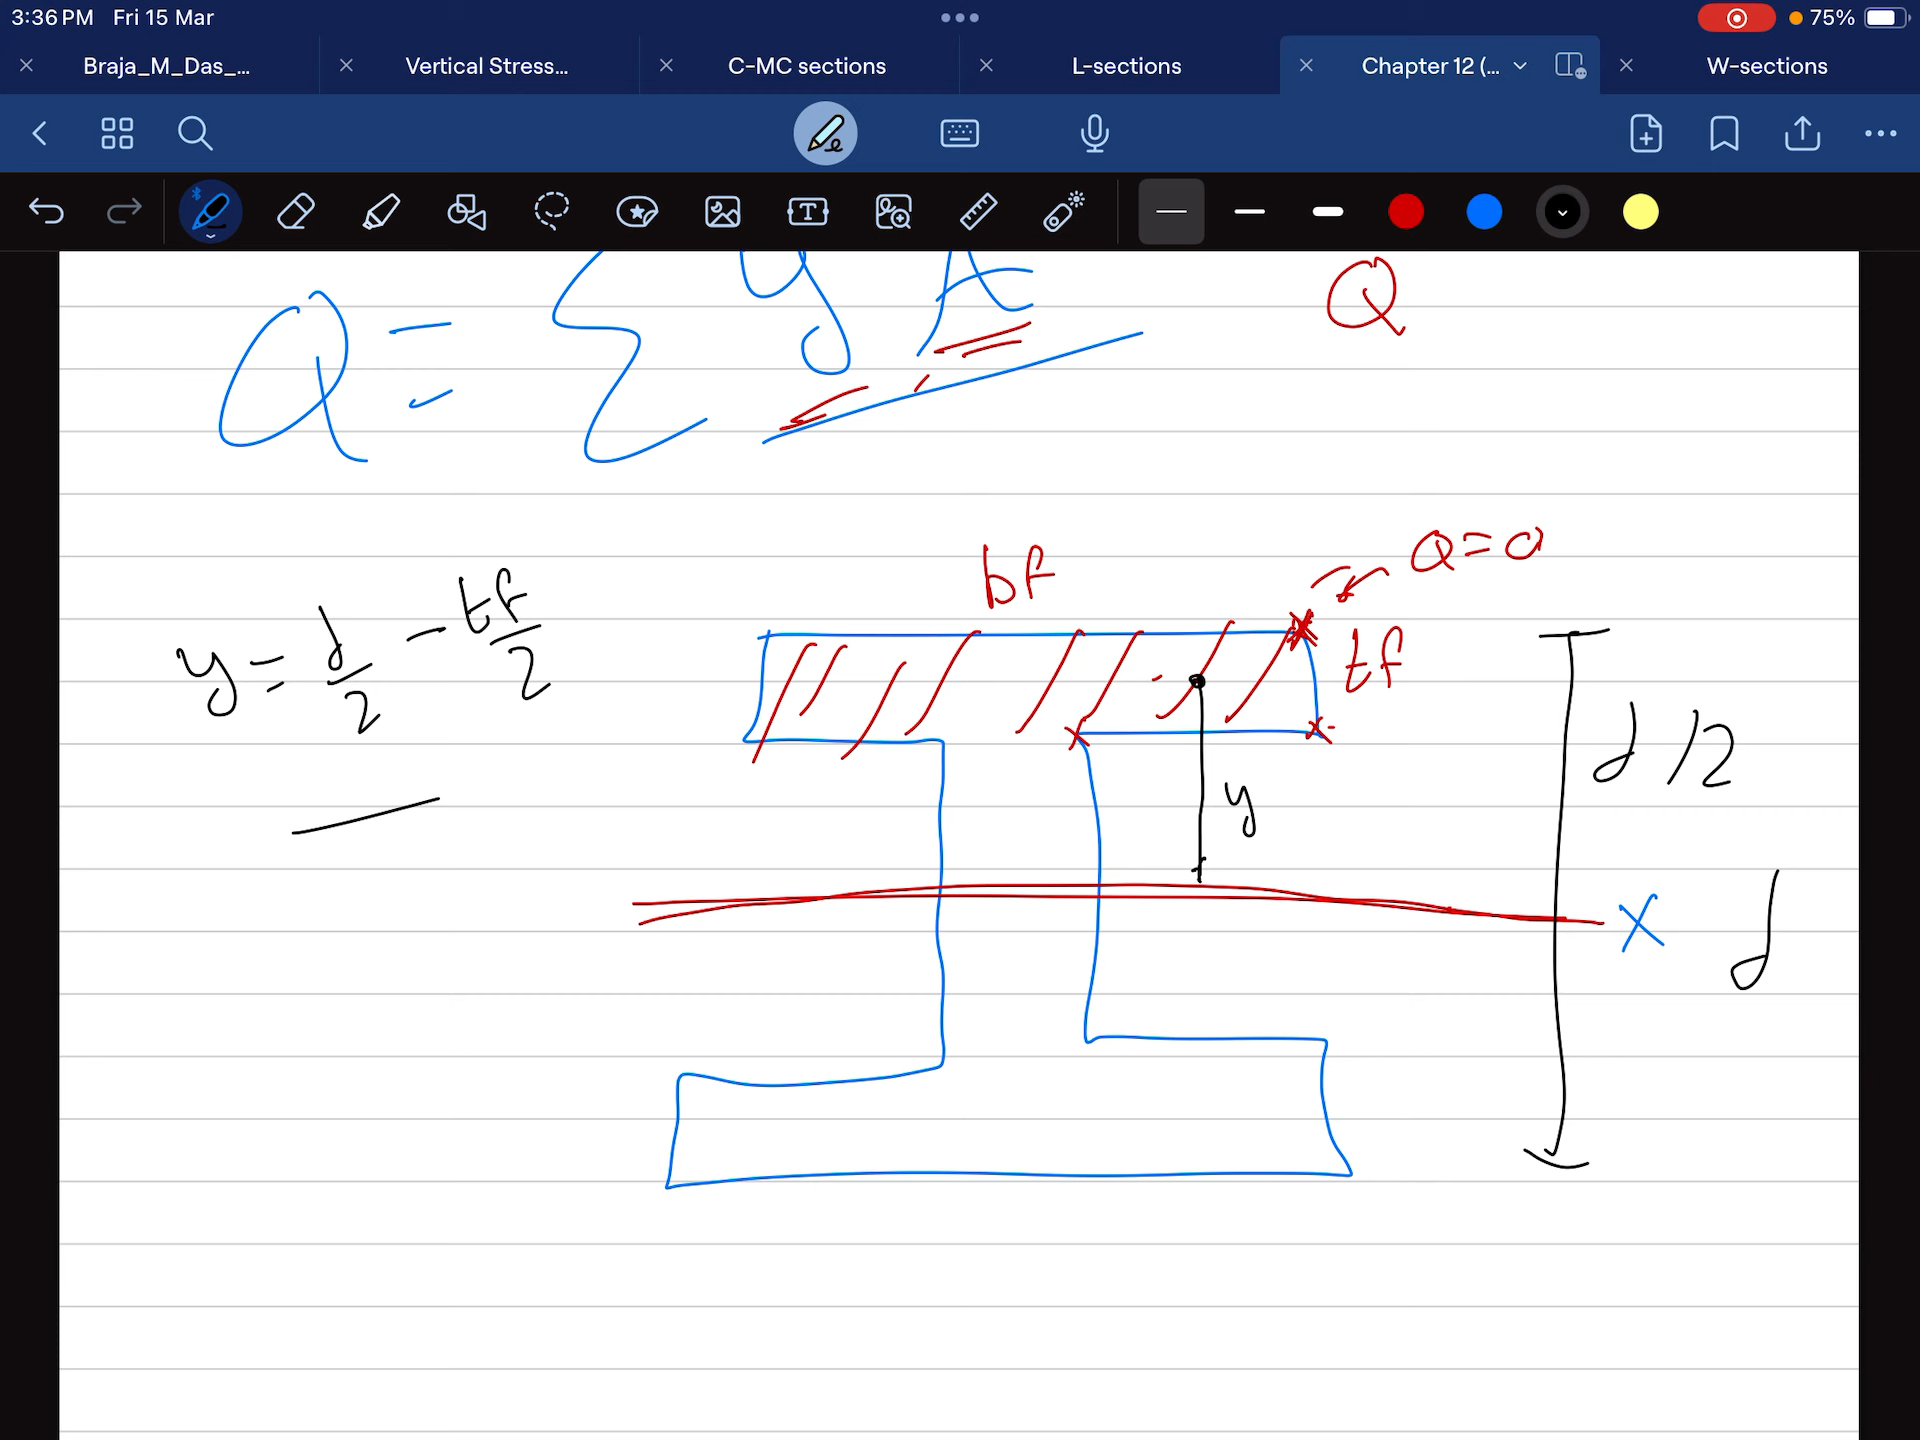 3:36 PM Fri 15 Mar
75%
Braja_M_Das_...
Vertical Stress...
C-MC sections
L-sections
Chapter 12 (...
W-sections
Q = Σ y A
Q
Q = 0
bf
tf
y = d/2 - tf/2
d/2
y
x
d